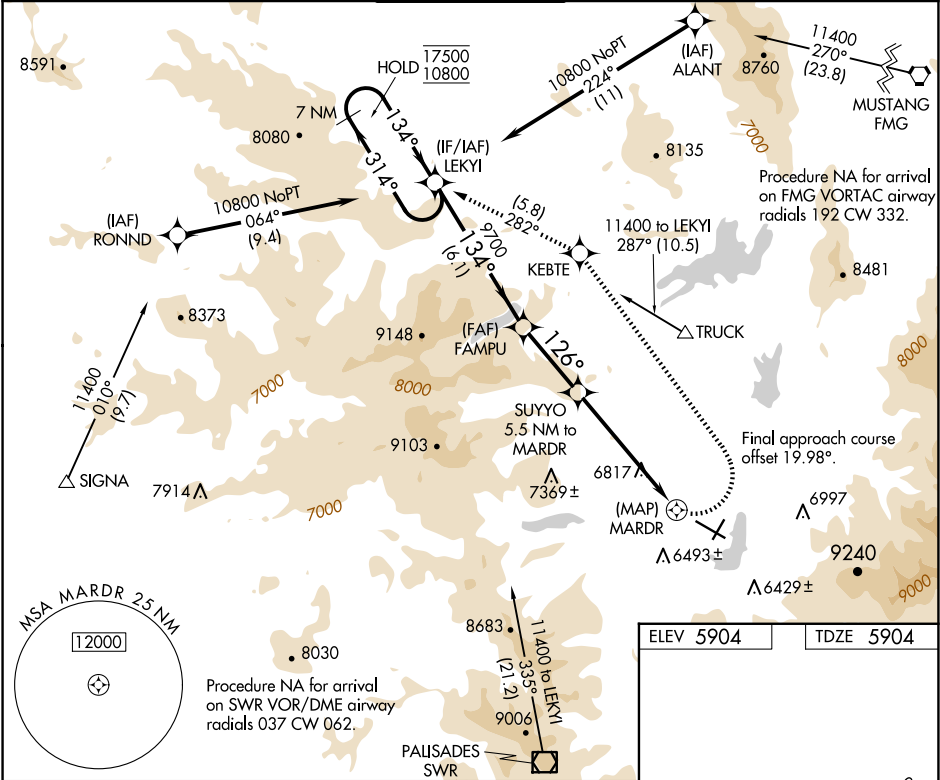 8591
HOLD
17500
10800
7 NM
134°
314°
8080
(IF/IAF)
LEKYI
10800 NoPT
224°
(11)
(IAF)
ALANT
8760
11400
270°
(23.8)
MUSTANG
FMG
7000
8135
Procedure NA for arrival
on FMG VORTAC airway
radials 192 CW 332.
(IAF)
RONND
10800 NoPT
064°
(9.4)
9700
134°
(6.1)
(5.8)
282°
KEBTE
11400 to LEKYI
287° (10.5)
TRUCK
8481
8373
9148
(FAF)
FAMPU
126°
8000
7000
8000
11400
010°
(9.7)
SIGNA
SUYYO
5.5 NM to
MARDR
9103
7914
7000
7369±
6817
Final approach course
offset 19.98°.
(MAP)
MARDR
6997
6493±
9240
6429±
9000
MSA MARDR 25 NM
12000
8030
Procedure NA for arrival
on SWR VOR/DME airway
radials 037 CW 062.
8683
11400 to LEKYI
335°
(21.2)
9006
PALISADES
SWR
ELEV 5904
TDZE 5904